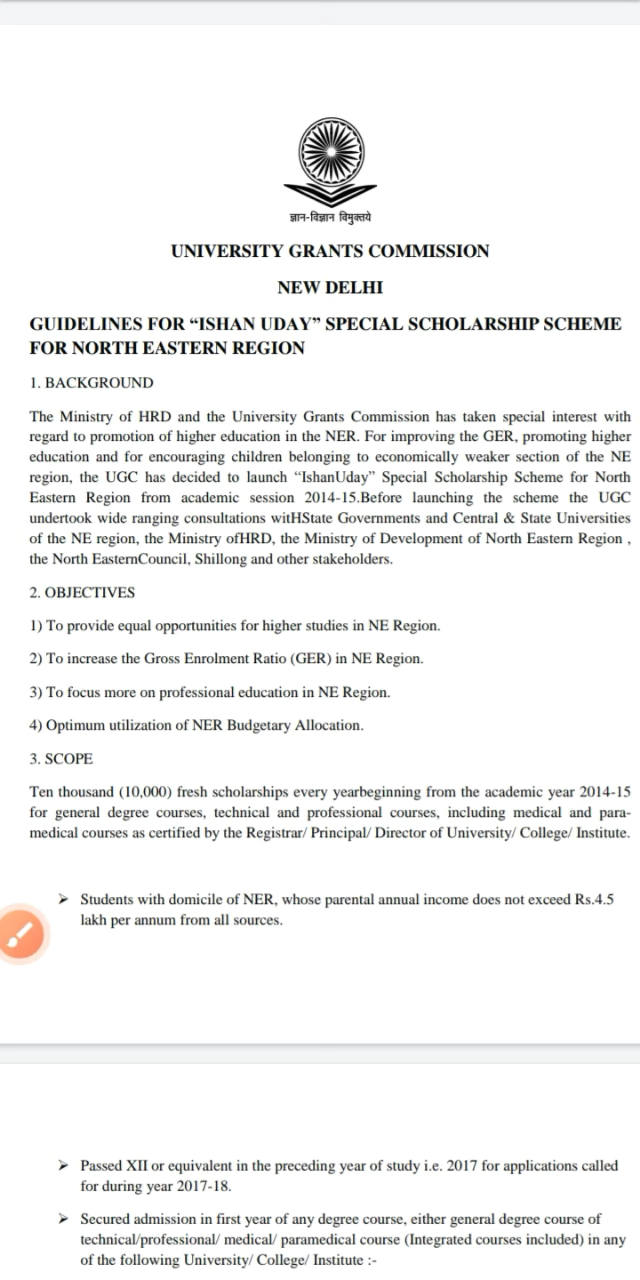 ज्ञान-विज्ञान विमुक्तये
UNIVERSITY GRANTS COMMISSION
NEW DELHI
GUIDELINES FOR “ISHAN UDAY” SPECIAL SCHOLARSHIP SCHEME
FOR NORTH EASTERN REGION
1. BACKGROUND
The Ministry of HRD and the University Grants Commission has taken special interest with
regard to promotion of higher education in the NER. For improving the GER, promoting higher
education and for encouraging children belonging to economically weaker section of the NE
region, the UGC has decided to launch “IshanUday” Special Scholarship Scheme for North
Eastern Region from academic session 2014-15.Before launching the scheme the UGC
undertook wide ranging consultations witHState Governments and Central & State Universities
of the NE region, the Ministry ofHRD, the Ministry of Development of North Eastern Region ,
the North EasternCouncil, Shillong and other stakeholders.
2. OBJECTIVES
1) To provide equal opportunities for higher studies in NE Region.
2) To increase the Gross Enrolment Ratio (GER) in NE Region.
3) To focus more on professional education in NE Region.
4) Optimum utilization of NER Budgetary Allocation.
3. SCOPE
Ten thousand (10,000) fresh scholarships every yearbeginning from the academic year 2014-15
for general degree courses, technical and professional courses, including medical and para-
medical courses as certified by the Registrar/ Principal/ Director of University/ College/ Institute.
➢ Students with domicile of NER, whose parental annual income does not exceed Rs.4.5
lakh per annum from all sources.
➢ Passed XII or equivalent in the preceding year of study i.e. 2017 for applications called
for during year 2017-18.
➢ Secured admission in first year of any degree course, either general degree course of
technical/professional/ medical/ paramedical course (Integrated courses included) in any
of the following University/ College/ Institute :-